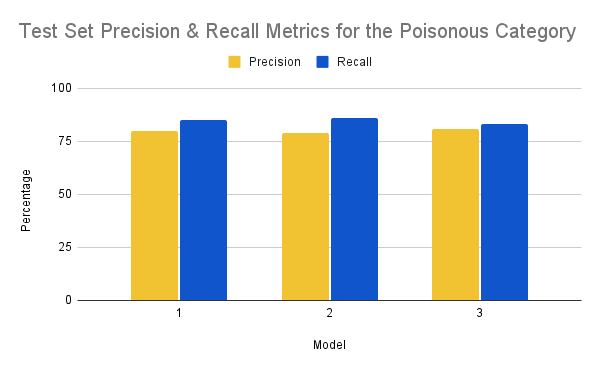 Test Set Precision & Recall Metrics for the Poisonous Category
Precision Recall
100
75
50
25
0
Percentage
1 2 3
Model